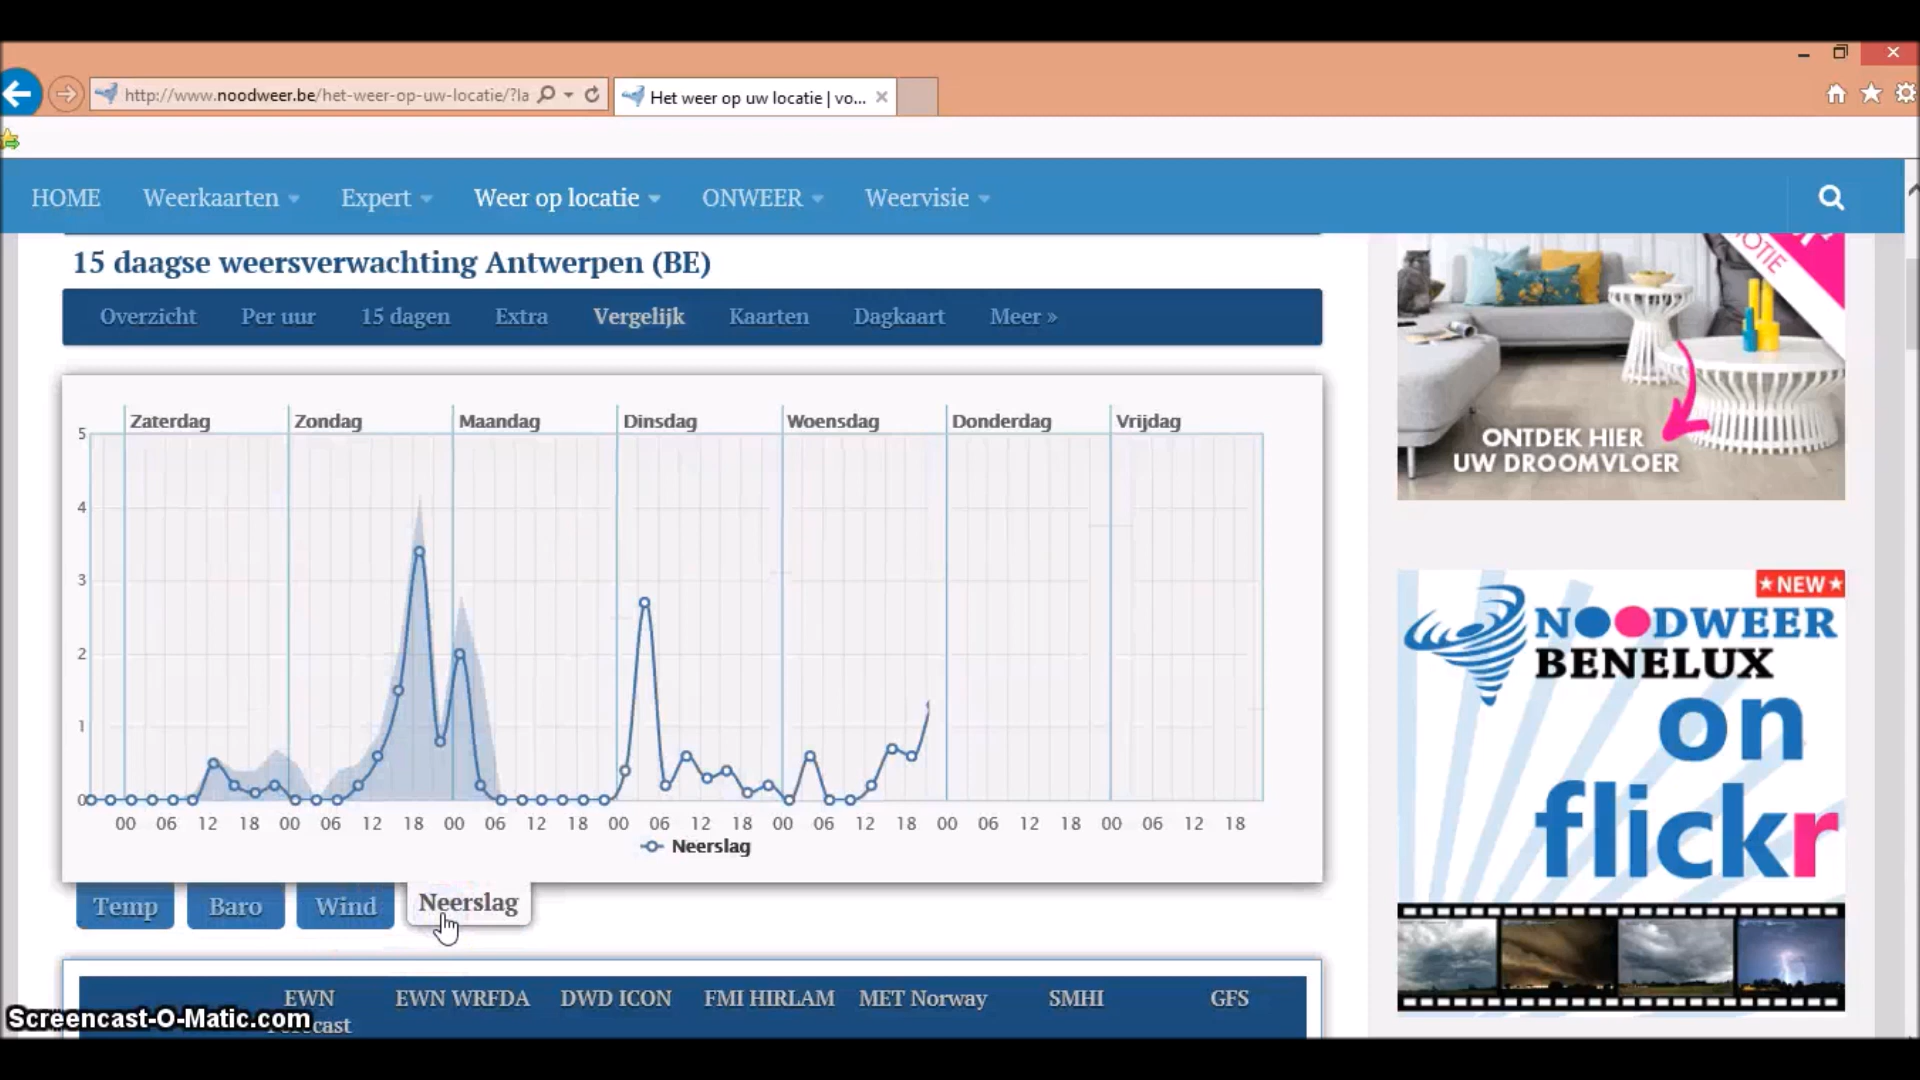 http://www.noodweer.be/het-weer-op-uw-locatie/?la
Het weer op uw locatie | vo...
HOME Weerkaarten Expert Weer op locatie ONWEER Weervisie
15 daagse weersverwachting Antwerpen (BE)
Overzicht Per uur 15 dagen Extra Vergelijk Kaarten Dagkaart Meer »
Zaterdag Zondag Maandag Dinsdag Woensdag Donderdag Vrijdag
5
4
3
2
1
0
00 06 12 18 00 06 12 18 00 06 12 18 00 06 12 18 00 06 12 18 00 06 12 18 00 06 12 18
Neerslag
Temp Baro Wind Neerslag
EWN EWN WRFDA DWD ICON FMI HIRLAM MET Norway SMHI GFS
Screencast-O-Matic.com
ONTDEK HIER
UW DROOMVLOER
NEW
NOODWEER
BENELUX
on
flickr